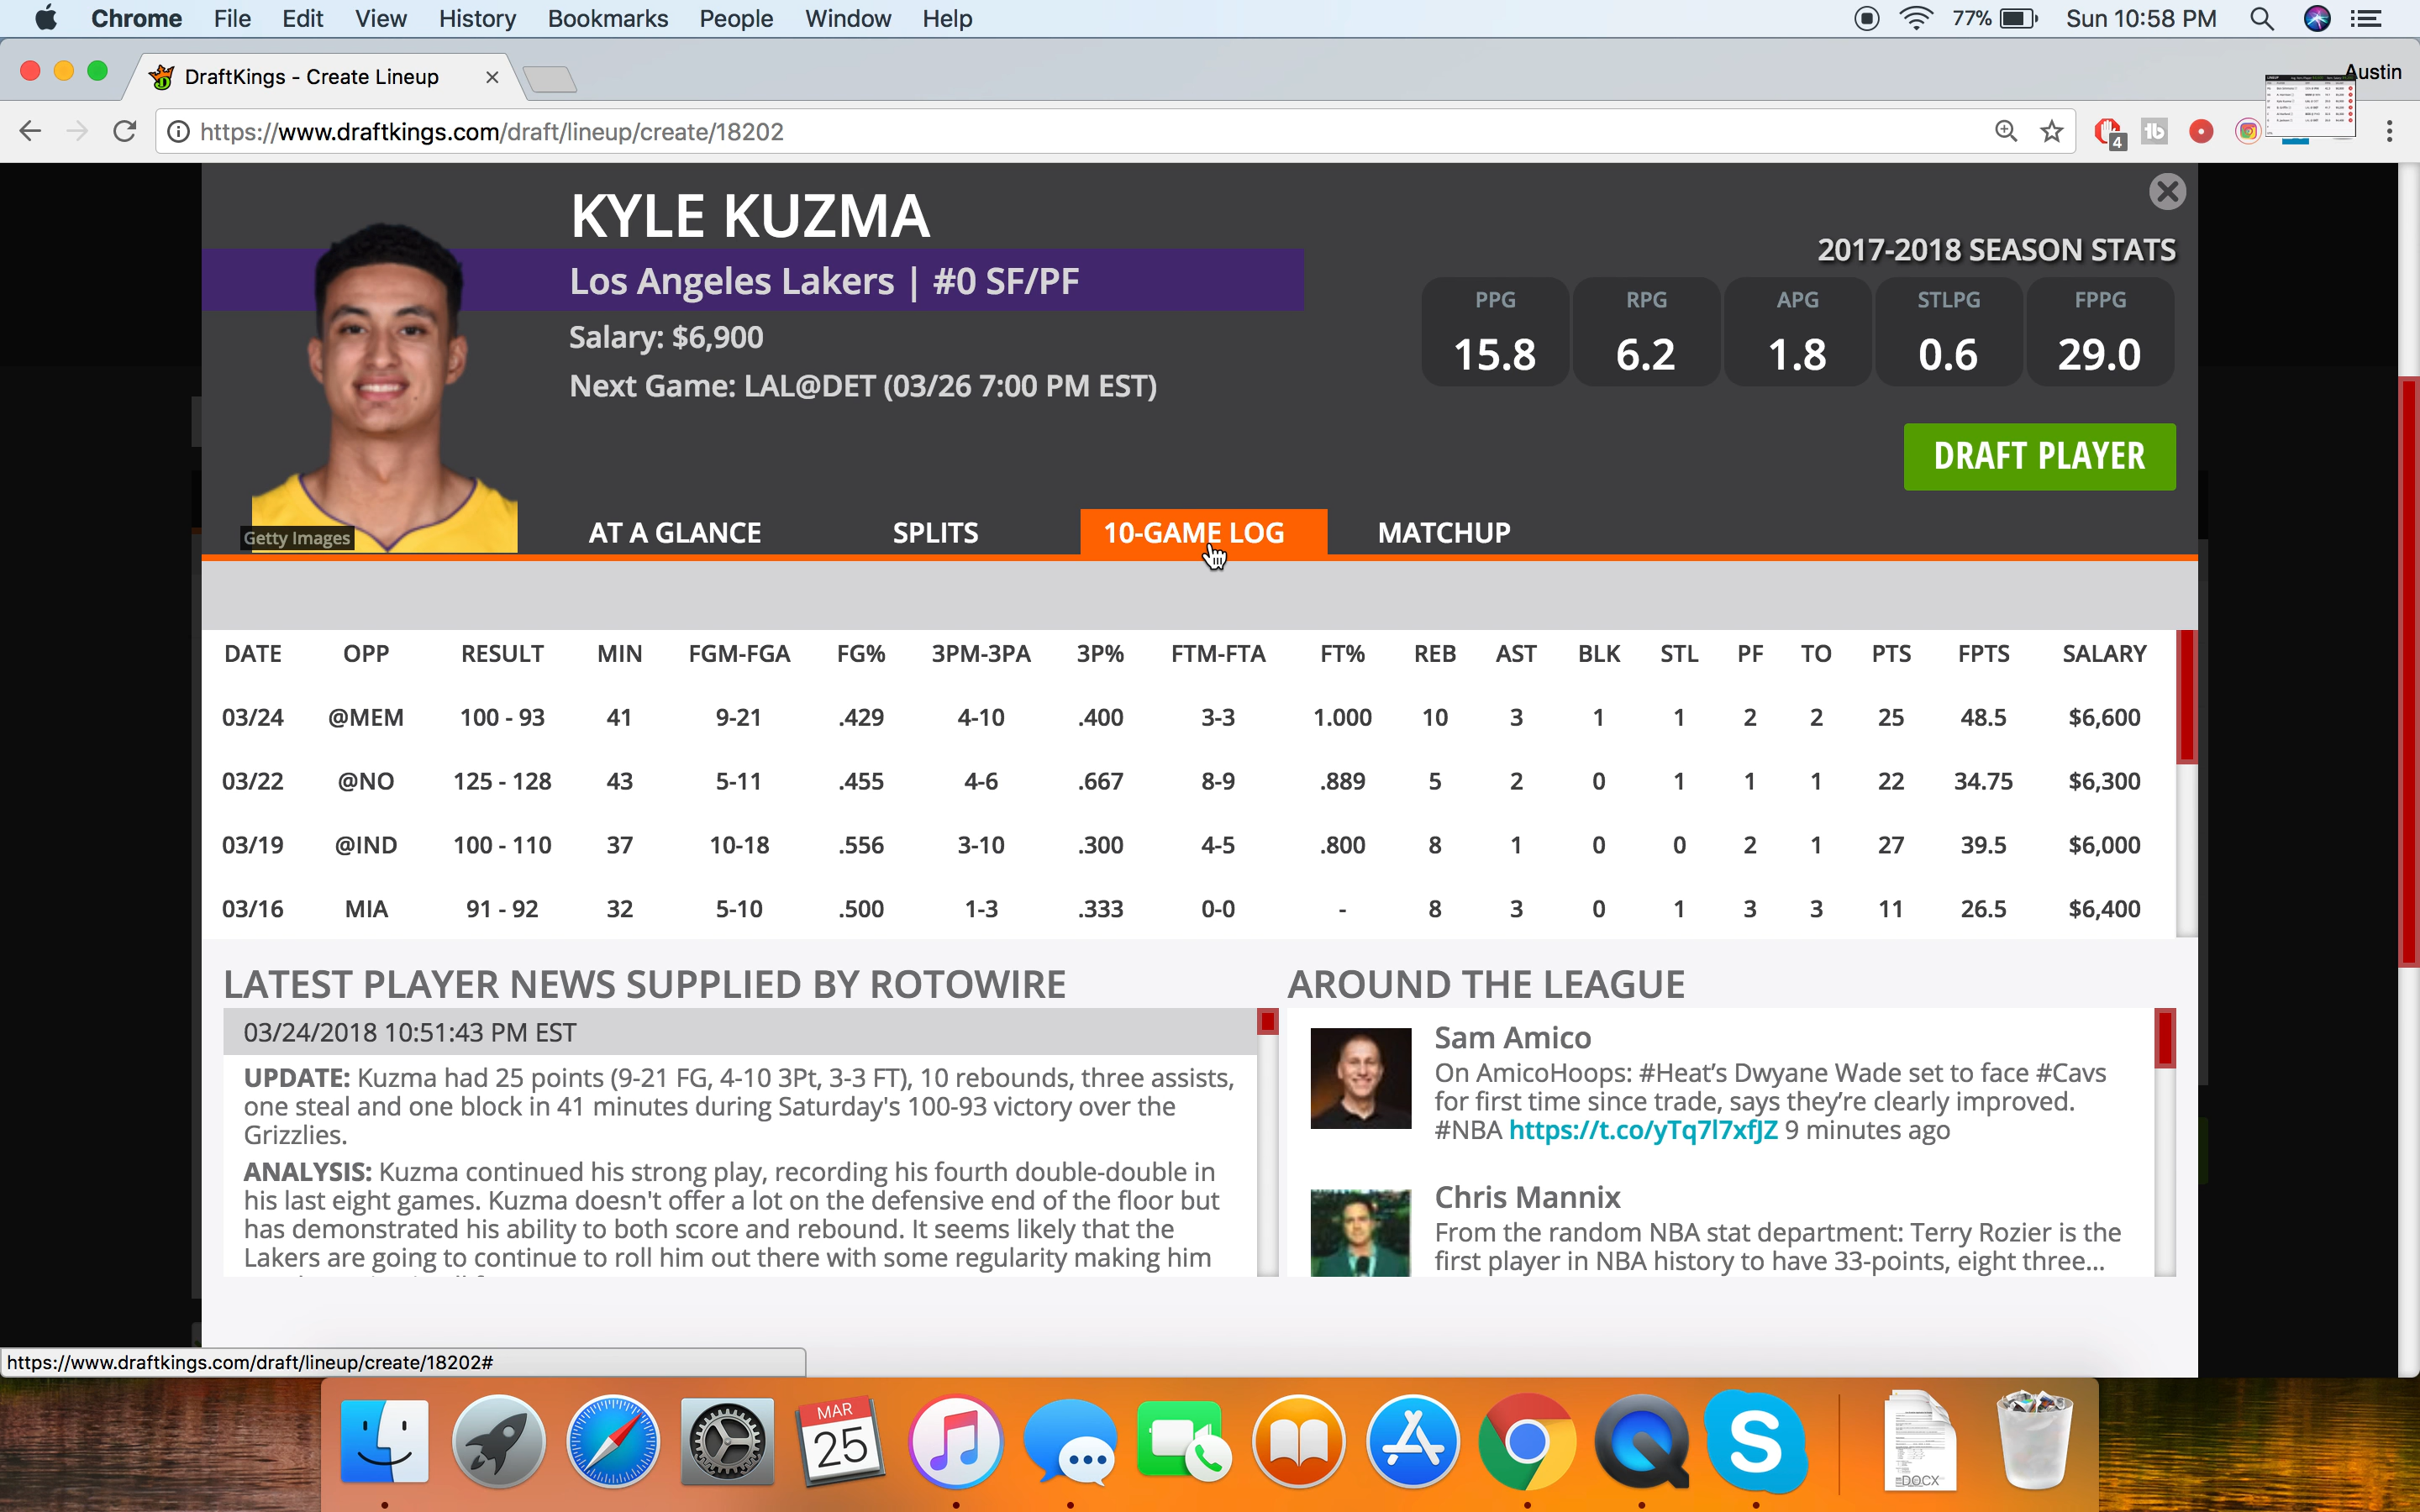 Chrome File Edit View History Bookmarks People Window Help 77% Sun 10:58 PM
DraftKings - Create Lineup
Austin
https://www.draftkings.com/draft/lineup/create/18202
4
KYLE KUZMA
Los Angeles Lakers | #0 SF/PF
Salary: $6,900
Next Game: LAL@DET (03/26 7:00 PM EST)
2017-2018 SEASON STATS
PPG RPG APG STLPG FPPG
15.8 6.2 1.8 0.6 29.0
DRAFT PLAYER
Getty Images
AT A GLANCE SPLITS 10-GAME LOG MATCHUP
DATE OPP RESULT MIN FGM-FGA FG% 3PM-3PA 3P% FTM-FTA FT% REB AST BLK STL PF TO PTS FPTS SALARY
03/24 @MEM 100 - 93 41 9-21 .429 4-10 .400 3-3 1.000 10 3 1 1 2 2 25 48.5 $6,600
03/22 @NO 125 - 128 43 5-11 .455 4-6 .667 8-9 .889 5 2 0 1 1 1 22 34.75 $6,300
03/19 @IND 100 - 110 37 10-18 .556 3-10 .300 4-5 .800 8 1 0 0 2 1 27 39.5 $6,000
03/16 MIA 91 - 92 32 5-10 .500 1-3 .333 0-0 - 8 3 0 1 3 3 11 26.5 $6,400
LATEST PLAYER NEWS SUPPLIED BY ROTOWIRE
03/24/2018 10:51:43 PM EST
UPDATE: Kuzma had 25 points (9-21 FG, 4-10 3Pt, 3-3 FT), 10 rebounds, three assists,
one steal and one block in 41 minutes during Saturday's 100-93 victory over the
Grizzlies.
ANALYSIS: Kuzma continued his strong play, recording his fourth double-double in
his last eight games. Kuzma doesn't offer a lot on the defensive end of the floor but
has demonstrated his ability to both score and rebound. It seems likely that the
Lakers are going to continue to roll him out there with some regularity making him
AROUND THE LEAGUE
Sam Amico
On AmicoHoops: #Heat's Dwyane Wade set to face #Cavs
for first time since trade, says they're clearly improved.
#NBA https://t.co/yTq7l7xfJZ 9 minutes ago
Chris Mannix
From the random NBA stat department: Terry Rozier is the
first player in NBA history to have 33-points, eight three...
https://www.draftkings.com/draft/lineup/create/18202#
MAR
25
DOCX